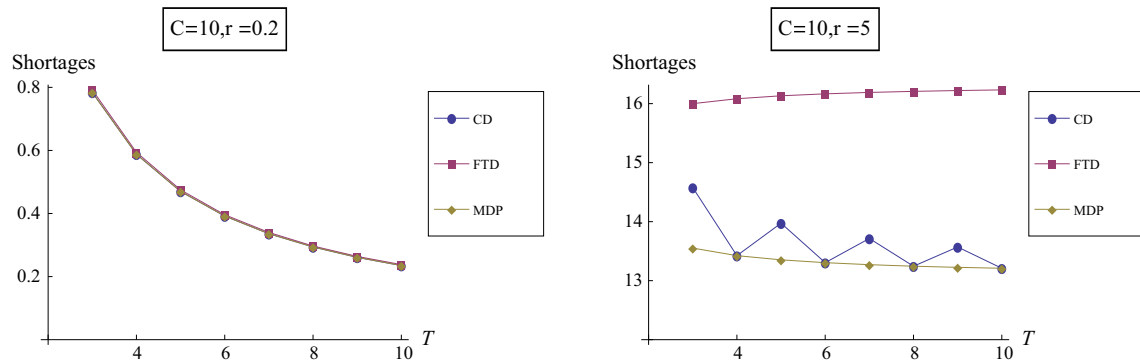 C=10,r =0.2
Shortages
0.8
0.6
0.4
0.2
4
6
8
10
T
CD
FTD
MDP
C=10,r =5
Shortages
16
15
14
13
4
6
8
10
T
CD
FTD
MDP